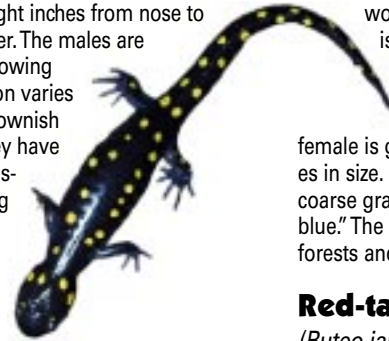 ght inches from nose to
er. The males are
owing
on varies
ownish
ey have
s-
g
wo
is
female is g
es in size.
coarse gra
blue.” The
forests and
Red-ta
(Buteo ja